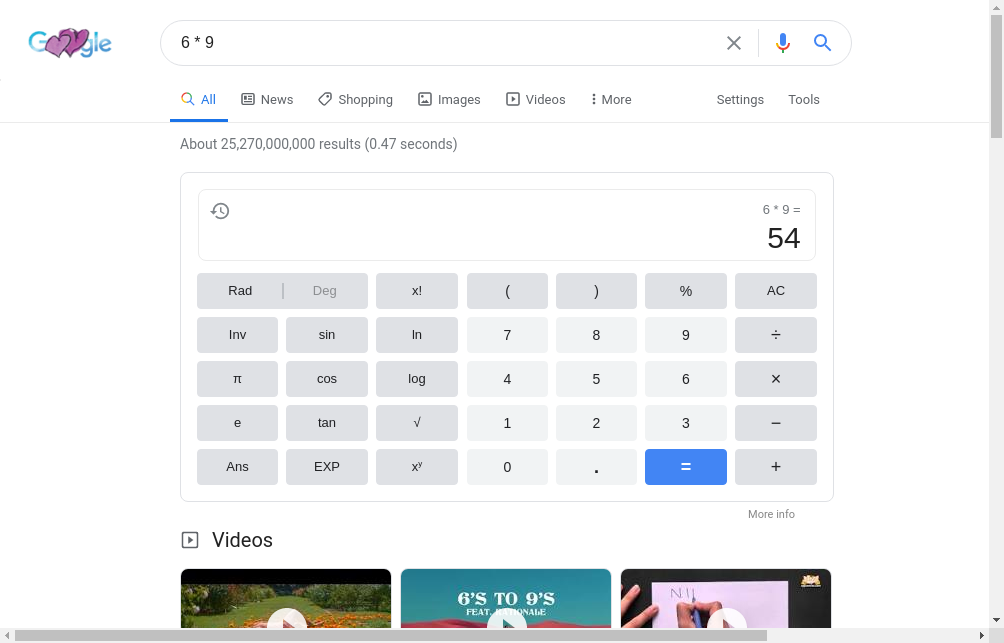 Google
6 * 9
All News Shopping Images Videos More Settings Tools
About 25,270,000,000 results (0.47 seconds)
6 * 9 =
54
Rad Deg x! ( ) % AC
Inv sin ln 7 8 9 ÷
π cos log 4 5 6 ×
e tan √ 1 2 3 −
Ans EXP xʸ 0 . = +
More info
Videos
6'S TO 9'S
FEAT. RATIONALE